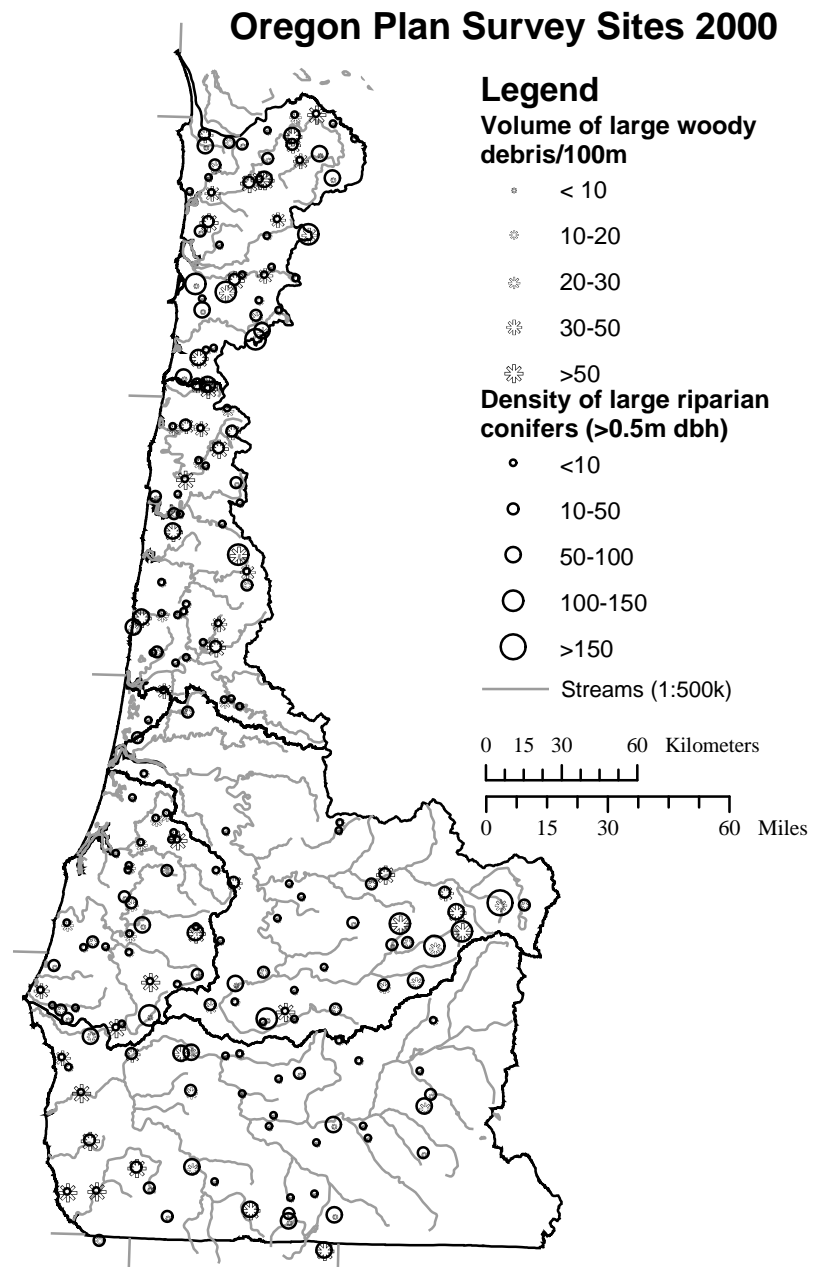 Oregon Plan Survey Sites 2000
Legend
Volume of large woody
debris/100m
< 10
10-20
20-30
30-50
>50
Density of large riparian
conifers (>0.5m dbh)
<10
10-50
50-100
100-150
>150
Streams (1:500k)
0 15 30 60 Kilometers
0 15 30 60 Miles